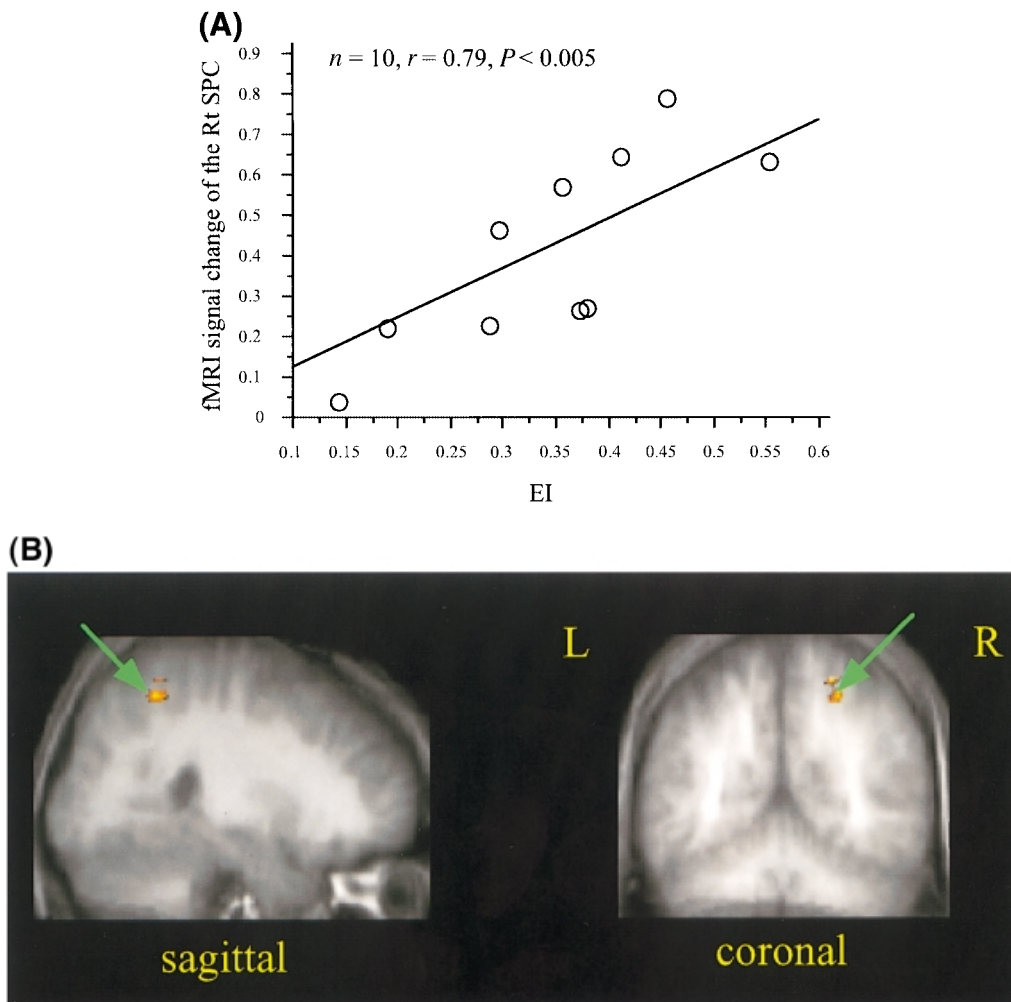 (A)
n = 10, r = 0.79, P < 0.005
fMRI signal change of the Rt SPC
0.9
0.8
0.7
0.6
0.5
0.4
0.3
0.2
0.1
0
0.1 0.15 0.2 0.25 0.3 0.35 0.4 0.45 0.5 0.55 0.6
EI
(B)
L R
sagittal coronal